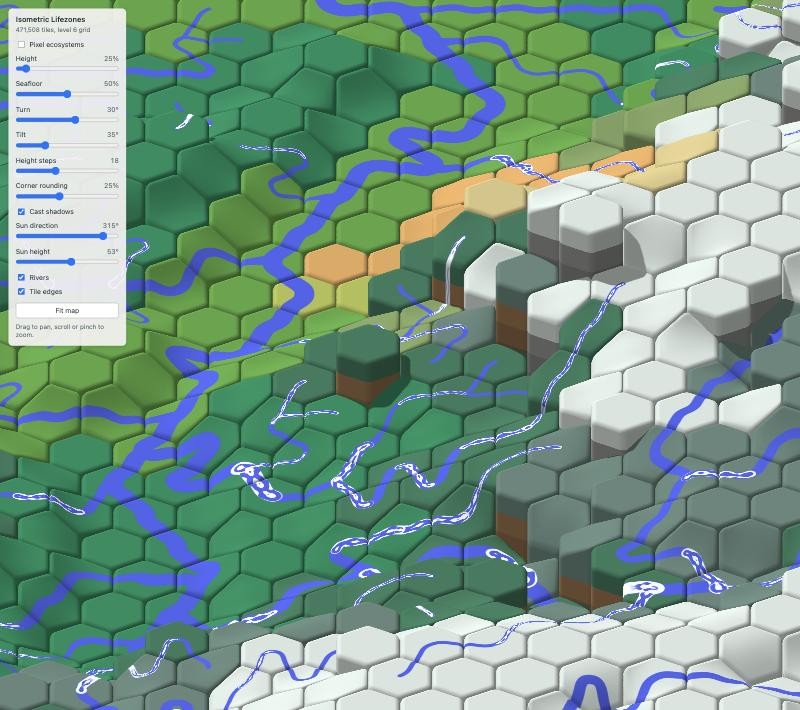 Isometric Lifezones
471,508 tiles, level 6 grid
Pixel ecosystems
Height 25%
Seafloor 50%
Turn 30°
Tilt 35°
Height steps 18
Corner rounding 25%
Cast shadows
Sun direction 315°
Sun height 53°
Rivers
Tile edges
Fit map
Drag to pan, scroll or pinch to
zoom.